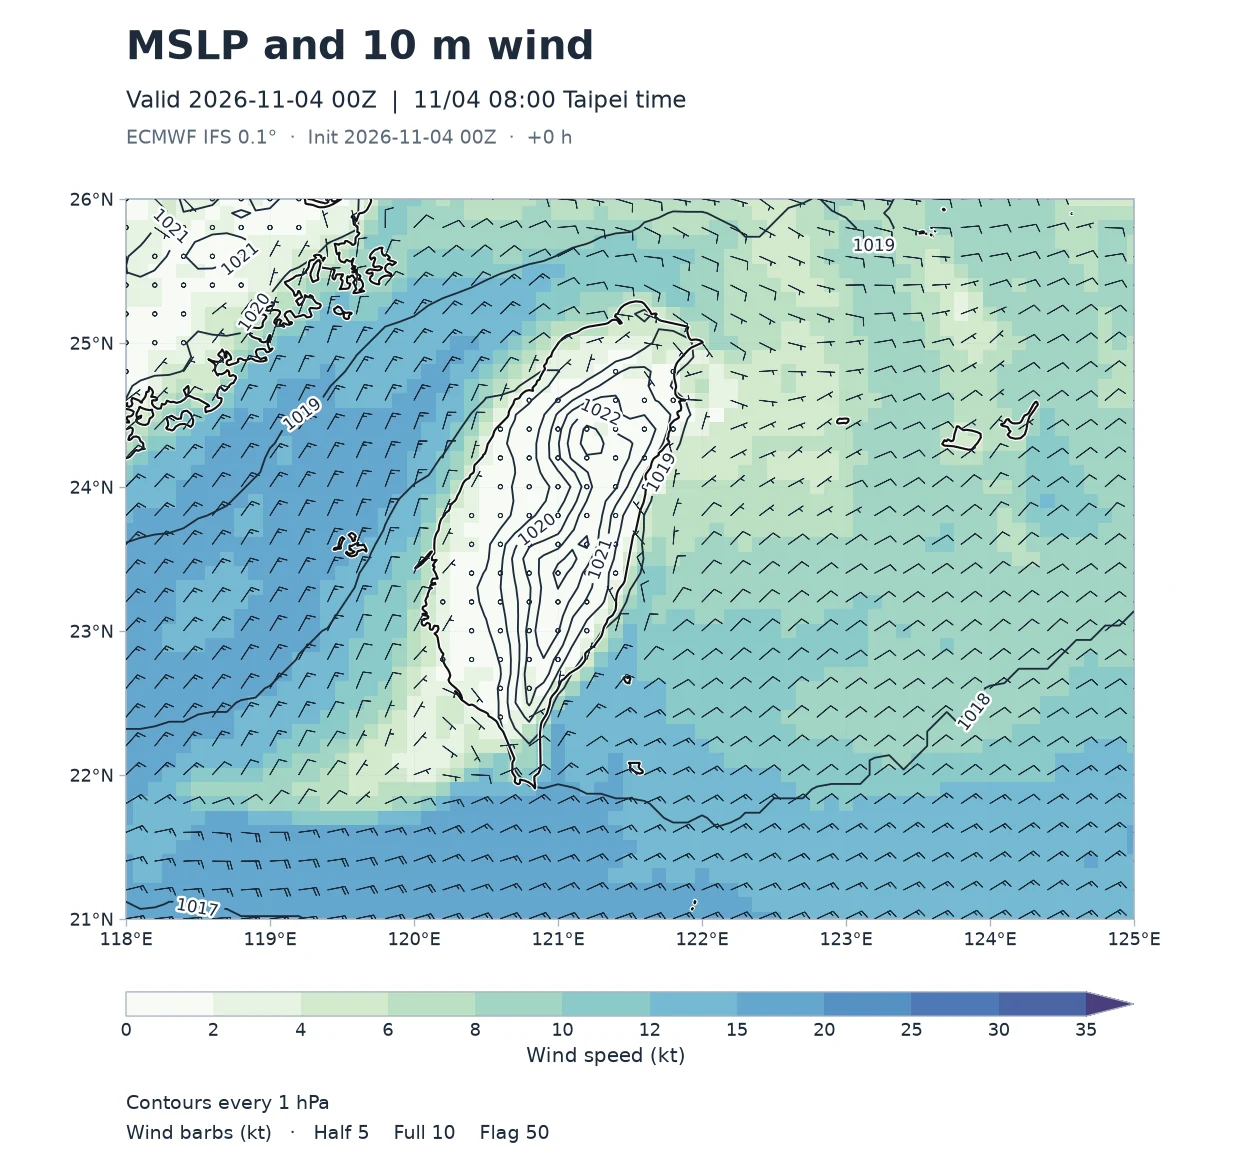 MSLP and 10 m wind
Valid 2026-11-04 00Z | 11/04 08:00 Taipei time
ECMWF IFS 0.1° · Init 2026-11-04 00Z · +0 h
26°N
25°N
24°N
23°N
22°N
21°N
1021
1021
1020
1019
1019
1022
1019
1020
1021
1018
1017
118°E 119°E 120°E 121°E 122°E 123°E 124°E 125°E
0 2 4 6 8 10 12 15 20 25 30 35
Wind speed (kt)
Contours every 1 hPa
Wind barbs (kt) · Half 5 Full 10 Flag 50